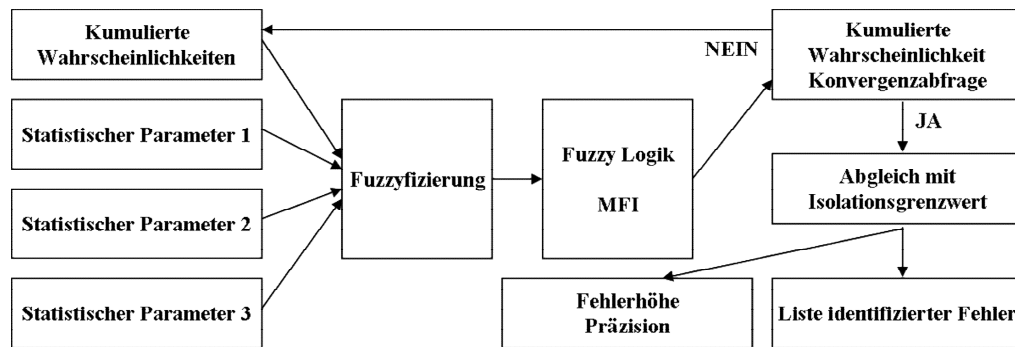 Kumulierte
Wahrscheinlichkeiten
NEIN
Kumulierte
Wahrscheinlichkeit
Konvergenzabfrage
Statistischer Parameter 1
JA
Fuzzyfizierung
Fuzzy Logik
MFI
Abgleich mit
Isolationsgrenzwert
Statistischer Parameter 2
Statistischer Parameter 3
Fehlerhöhe
Präzision
Liste identifizierter Fehler